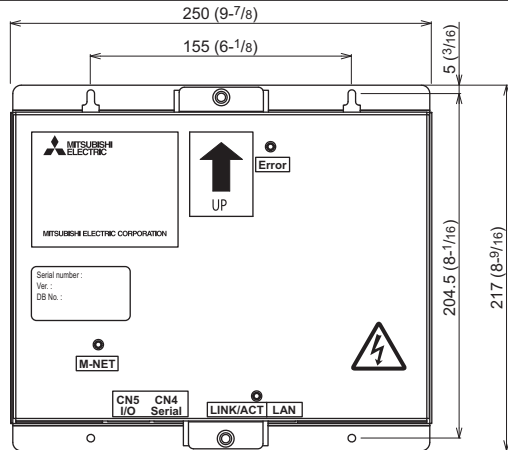 250 (9-7/8)
155 (6-1/8)
5 (3/16)
MITSUBISHI
ELECTRIC
Error
UP
MITSUBISHI ELECTRIC CORPORATION
204.5 (8-1/16)
217 (8-9/16)
Serial number :
Ver. :
DB No. :
M-NET
CN5 CN4
I/O Serial
LINK/ACT LAN